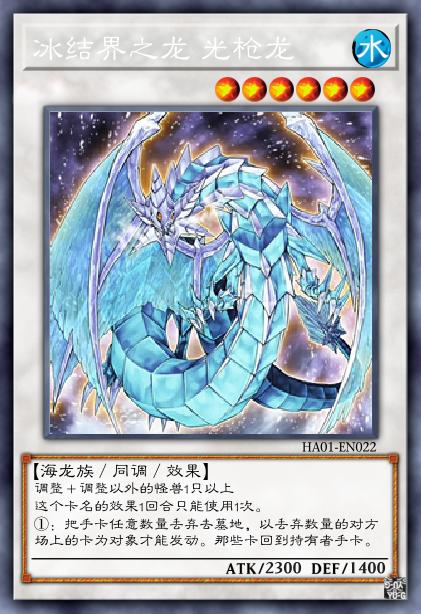 冰结界之龙 光枪龙
水
HA01-EN022
【海龙族／同调／效果】
调整＋调整以外的怪兽1只以上
这个卡名的效果1回合只能使用1次。
①：把手卡任意数量丢弃去墓地，以丢弃数量的对方
场上的卡为对象才能发动。那些卡回到持有者手卡。
ATK/2300 DEF/1400